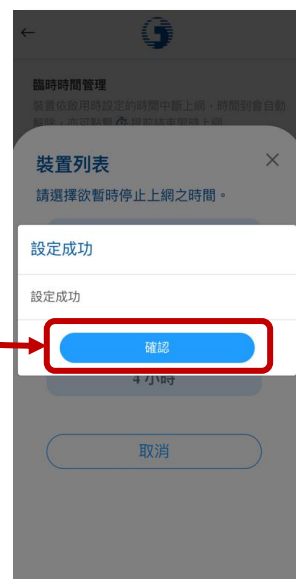 臨時時間管理
裝置依啟用時設定的時間中斷上網，時間到會自動
裝置列表
請選擇欲暫時停止上網之時間。
設定成功
設定成功
確認
4 小時
取消